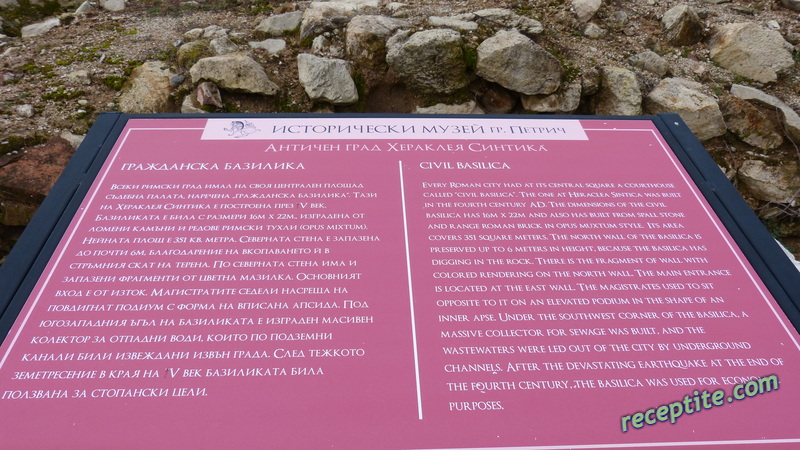 ИСТОРИЧЕСКИ МУЗЕЙ ГР. ПЕТРИЧ
АНТИЧЕН ГРАД ХЕРАКЛЕЯ СИНТИКА
ГРАЖДАНСКА БАЗИЛИКА
ВСЕКИ РИМСКИ ГРАД ИМАЛ НА СВОЯ ЦЕНТРАЛЕН ПЛОЩАД
СЪДЕБНА ПАЛАТА, НАРЕЧЕНА „ГРАЖДАНСКА БАЗИЛИКА". ТАЗИ
НА ХЕРАКЛЕЯ СИНТИКА Е ПОСТРОЕНА ПРЕЗ V ВЕК.
БАЗИЛИКАТА Е БИЛА С РАЗМЕРИ 16М Х 22М, ИЗГРАДЕНА ОТ
ЛОМЕНИ КАМЪНИ И РЕДОВЕ РИМСКИ ТУХЛИ (OPUS MIXTUM).
НЕЙНАТА ПЛОЩ Е 351 КВ. МЕТРА. СЕВЕРНАТА СТЕНА Е ЗАПАЗЕНА
ДО ПОЧТИ 6М, БЛАГОДАРЕНИЕ НА ВКОПАВАНЕТО Й В
СТРЪМНИЯ СКАТ НА ТЕРЕНА. ПО СЕВЕРНАТА СТЕНА ИМА И
ЗАПАЗЕНИ ФРАГМЕНТИ ОТ ЦВЕТНА МАЗИЛКА. ОСНОВНИЯТ
ВХОД Е ОТ ИЗТОК. МАГИСТРАТИТЕ СЕДЕЛИ НАСРЕЩА НА
ПОВДИГНАТ ПОДИУМ С ФОРМА НА ВПИСАНА АПСИДА. ПОД
ЮГОЗАПАДНИЯ ЪГЪЛ НА БАЗИЛИКАТА Е ИЗГРАДЕН МАСИВЕН
КОЛЕКТОР ЗА ОТПАДНИ ВОДИ, КОИТО ПО ПОДЗЕМНИ
КАНАЛИ БИЛИ ИЗВЕЖДАНИ ИЗВЪН ГРАДА. СЛЕД ТЕЖКОТО
ЗЕМЕТРЕСЕНИЕ В КРАЯ НА V ВЕК БАЗИЛИКАТА БИЛА
ПОЛЗВАНА ЗА СТОПАНСКИ ЦЕЛИ.
CIVIL BASILICA
EVERY ROMAN CITY HAD AT ITS CENTRAL SQUARE A COURTHOUSE
CALLED "CIVIL BASILICA". THE ONE AT HERACLEA SINTICA WAS BUILT
IN THE FOURTH CENTURY AD. THE DIMENSIONS OF THE CIVIL
BASILICA HAS 16M X 22M AND ALSO HAS BUILT FROM SPALL STONE
AND RANGE ROMAN BRICK IN OPUS MIXTUM STYLE. ITS AREA
COVERS 351 SQUARE METERS. THE NORTH WALL OF THE BASILICA IS
PRESERVED UP TO 6 METERS IN HEIGHT, BECAUSE THE BASILICA HAS
DIGGING IN THE ROCK. THERE IS THE FRAGMENT OF WALL WITH
COLORED RENDERING ON THE NORTH WALL. THE MAIN ENTRANCE
IS LOCATED AT THE EAST WALL. THE MAGISTRATES USED TO SIT
OPPOSITE TO IT ON AN ELEVATED PODIUM IN THE SHAPE OF AN
INNER APSE. UNDER THE SOUTHWEST CORNER OF THE BASILICA, A
MASSIVE COLLECTOR FOR SEWAGE WAS BUILT, AND THE
WASTEWATERS WERE LED OUT OF THE CITY BY UNDERGROUND
CHANNELS. AFTER THE DEVASTATING EARTHQUAKE AT THE END OF
THE FOURTH CENTURY, THE BASILICA WAS USED FOR
PURPOSES.
receptite.com